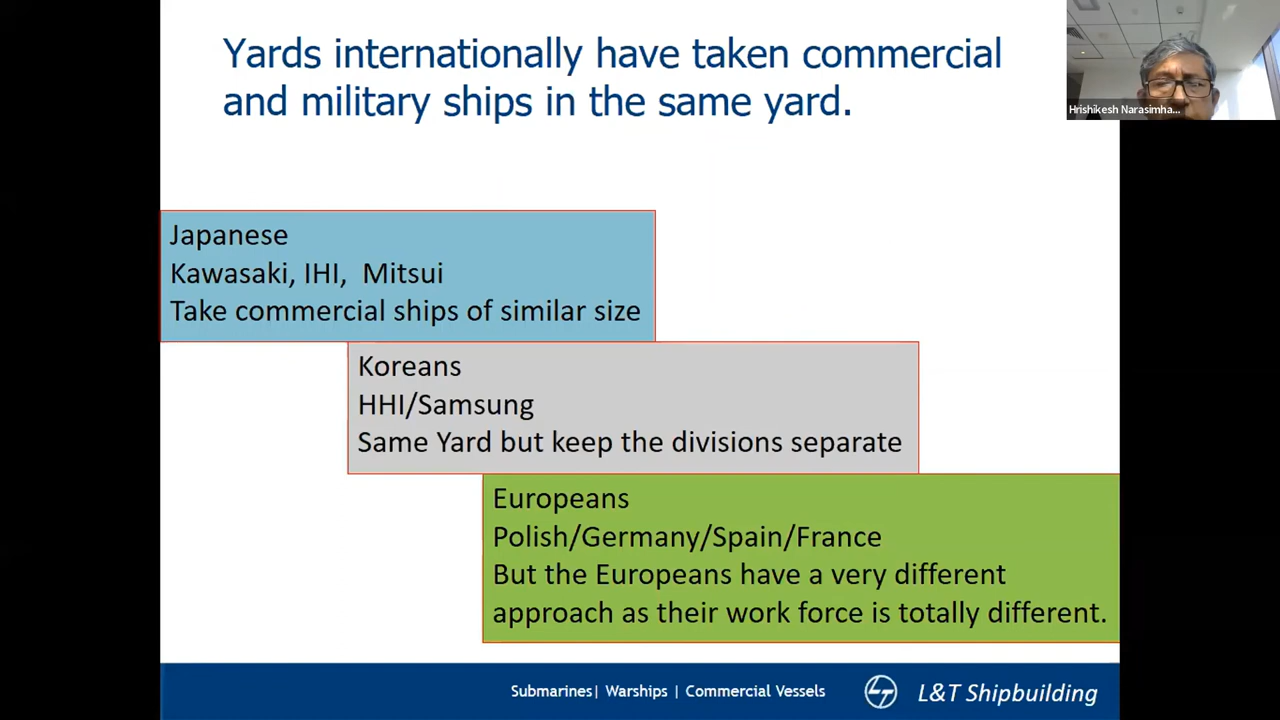 Yards internationally have taken commercial
and military ships in the same yard.
Hrishikesh Narasimha...
Japanese
Kawasaki, IHI, Mitsui
Take commercial ships of similar size
Koreans
HHI/Samsung
Same Yard but keep the divisions separate
Europeans
Polish/Germany/Spain/France
But the Europeans have a very different
approach as their work force is totally different.
Submarines| Warships | Commercial Vessels
L&T Shipbuilding